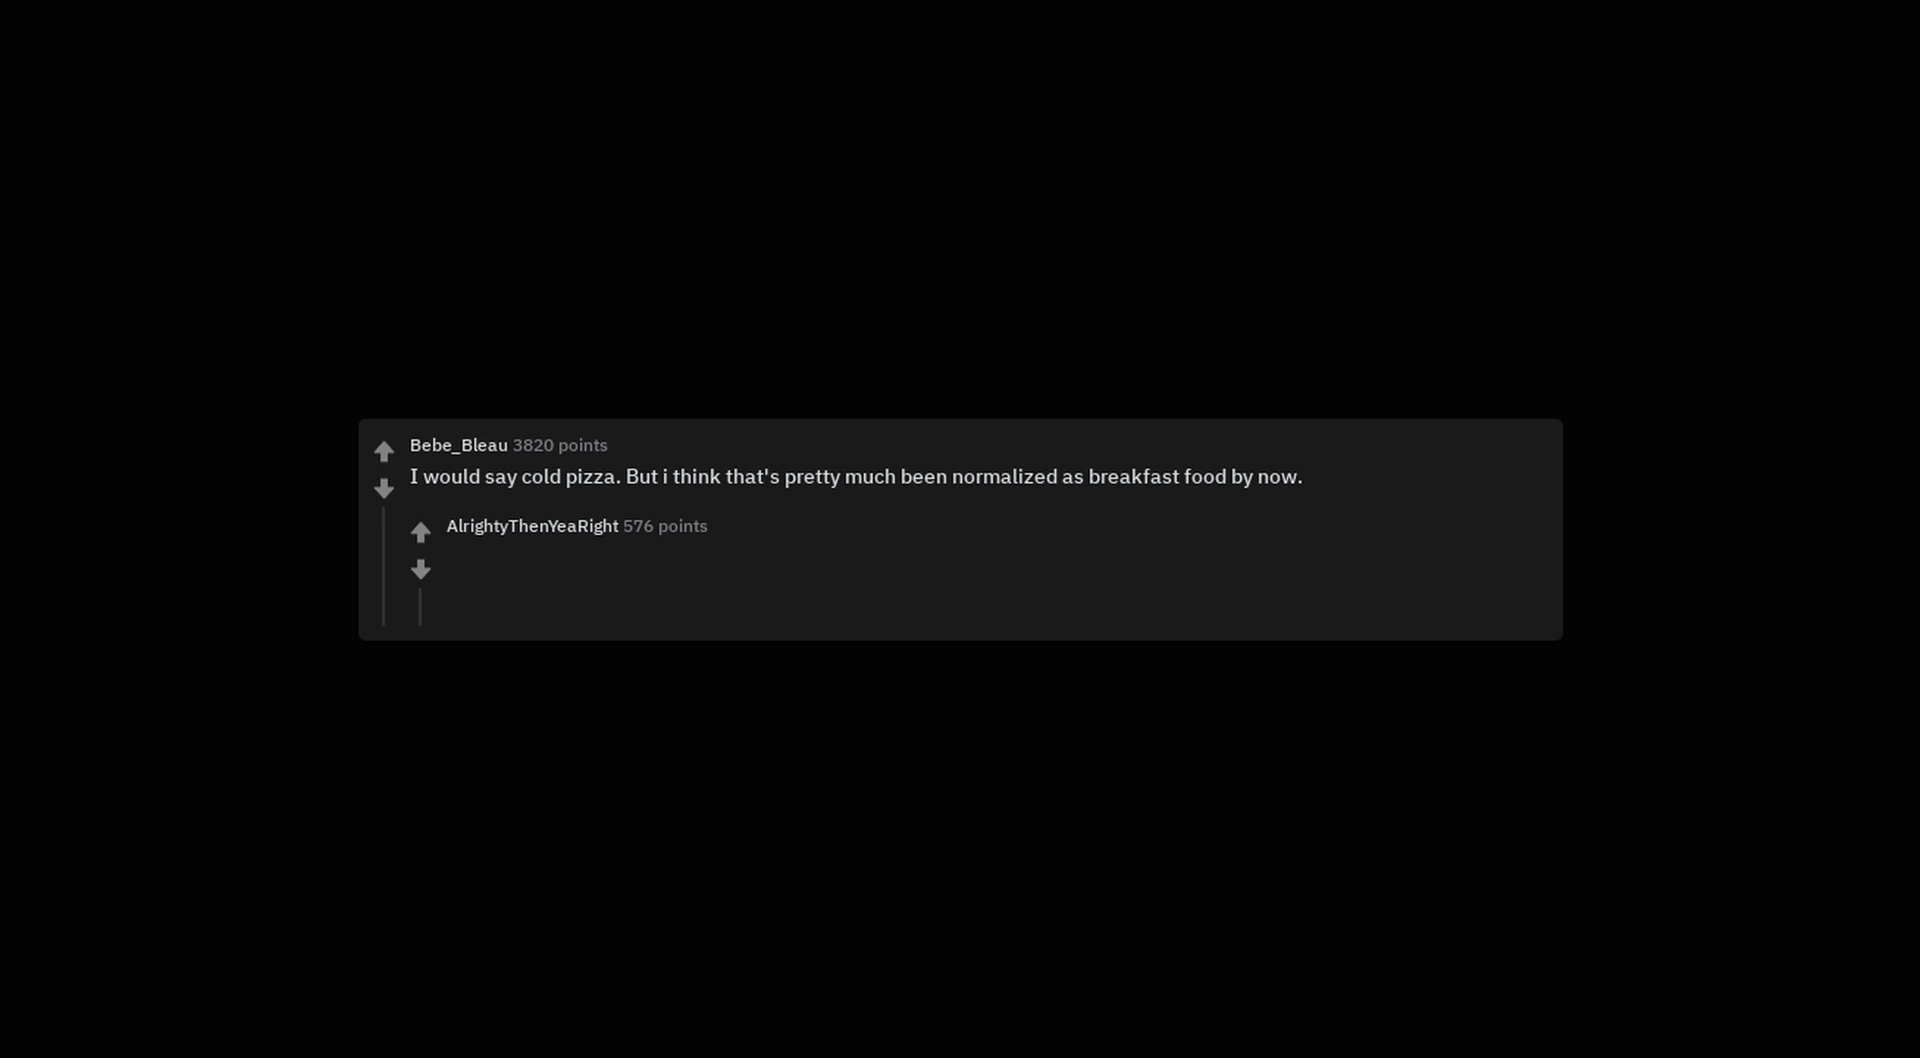 Bebe_Bleau 3820 points
I would say cold pizza. But i think that's pretty much been normalized as breakfast food by now.
AlrightyThenYeaRight 576 points